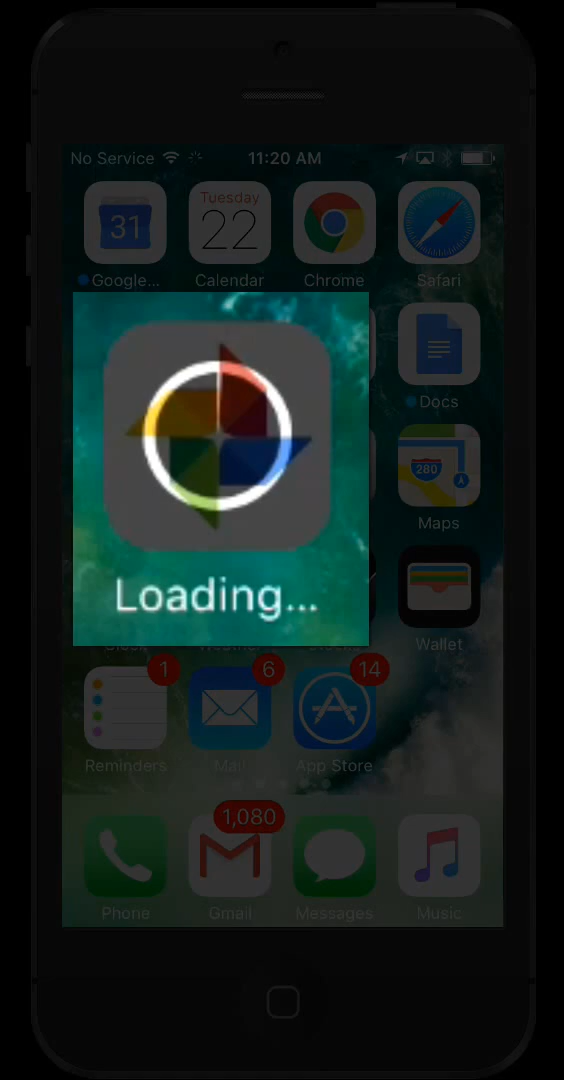 No Service 11:20 AM
31
Tuesday
22
Google... Calendar Chrome Safari
Docs
280
Maps
Loading...
Wallet
1 6 14
Reminders Mail App Store
1,080
Phone Gmail Messages Music